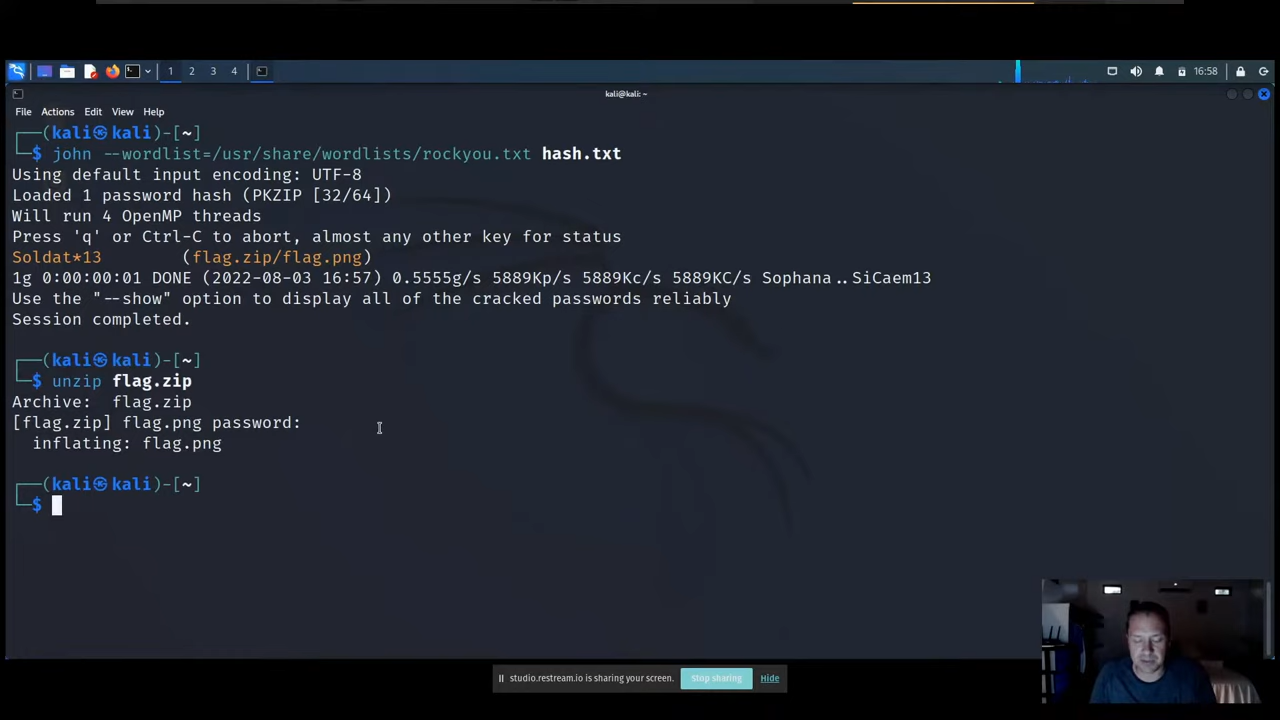 1 2 3 4
16:58
kali@kali: ~
File Actions Edit View Help
┌──(kali㉿kali)-[~]
└─$ john --wordlist=/usr/share/wordlists/rockyou.txt hash.txt
Using default input encoding: UTF-8
Loaded 1 password hash (PKZIP [32/64])
Will run 4 OpenMP threads
Press 'q' or Ctrl-C to abort, almost any other key for status
Soldat*13 (flag.zip/flag.png)
1g 0:00:00:01 DONE (2022-08-03 16:57) 0.5555g/s 5889Kp/s 5889Kc/s 5889KC/s Sophana..SiCaem13
Use the "--show" option to display all of the cracked passwords reliably
Session completed.
┌──(kali㉿kali)-[~]
└─$ unzip flag.zip
Archive: flag.zip
[flag.zip] flag.png password:
inflating: flag.png
┌──(kali㉿kali)-[~]
└─$
studio.restream.io is sharing your screen. Stop sharing Hide